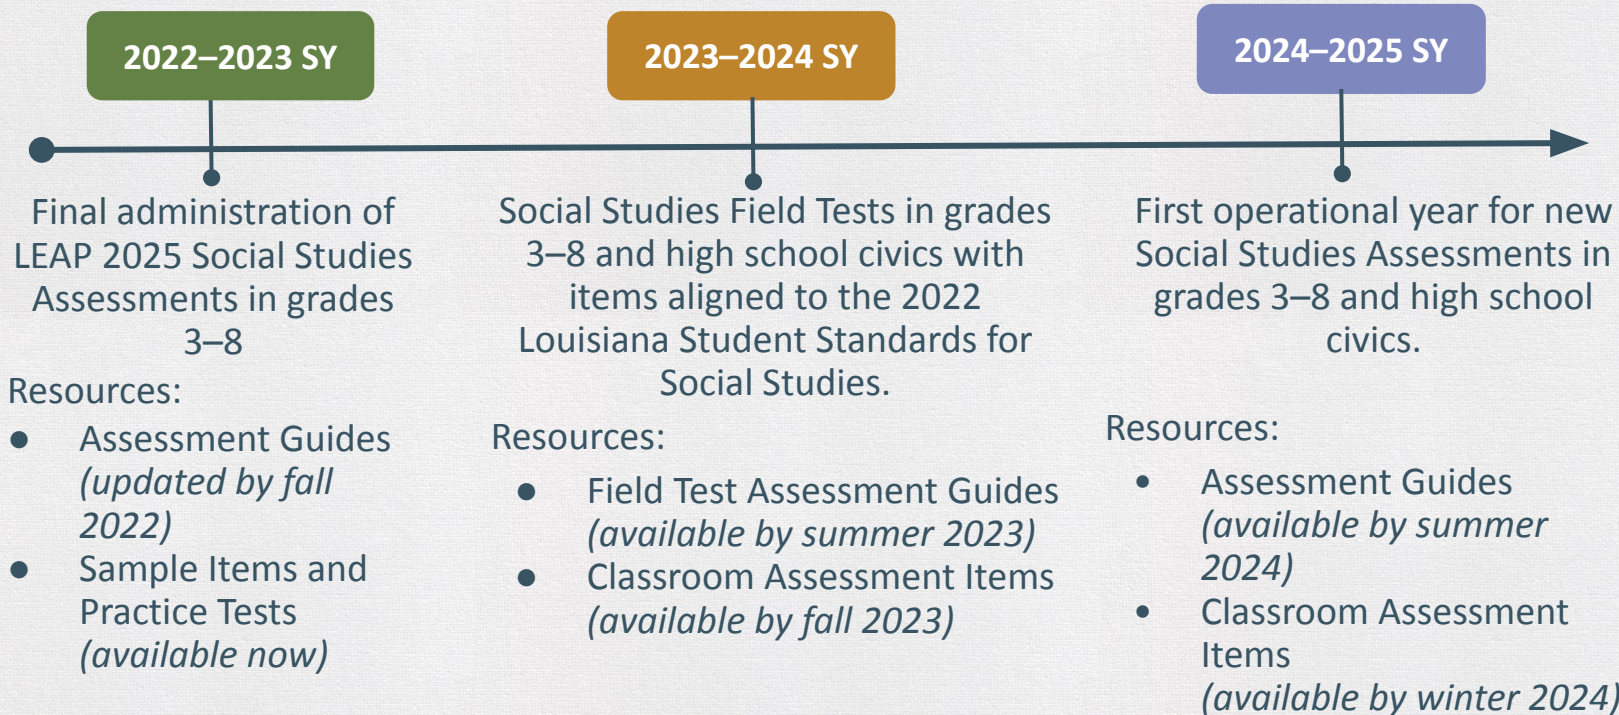 2022–2023 SY
Final administration of
LEAP 2025 Social Studies
Assessments in grades
3–8
Resources:
● Assessment Guides
(updated by fall
2022)
● Sample Items and
Practice Tests
(available now)
2023–2024 SY
Social Studies Field Tests in grades
3–8 and high school civics with
items aligned to the 2022
Louisiana Student Standards for
Social Studies.
Resources:
● Field Test Assessment Guides
(available by summer 2023)
● Classroom Assessment Items
(available by fall 2023)
2024–2025 SY
First operational year for new
Social Studies Assessments in
grades 3–8 and high school
civics.
Resources:
• Assessment Guides
(available by summer
2024)
• Classroom Assessment
Items
(available by winter 2024)